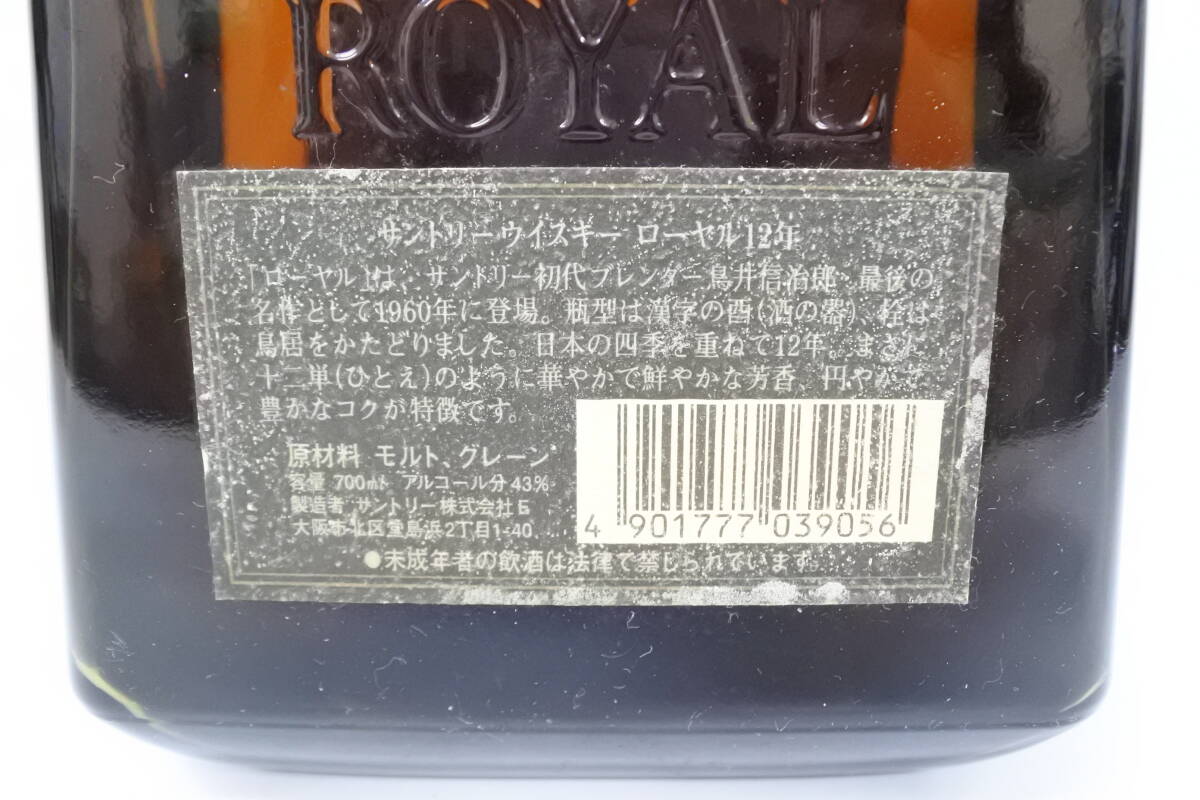 ROYAL
サントリーウイスキー ローヤル12年
「ローヤル」は、サントリー初代ブレンダー鳥井信治郎 最後の
名作として1960年に登場。瓶型は漢字の酉(酒の器)、栓は
鳥居をかたどりました。日本の四季を重ねて12年。まさに
十二単(ひとえ)のように華やかで鮮やかな芳香、円やかで
豊かなコクが特徴です。
原材料 モルト、グレーン
容量 700ml アルコール分 43%
製造者 サントリー株式会社 E
大阪市北区堂島浜2丁目1-40
4 901777 039056
●未成年者の飲酒は法律で禁じられています。